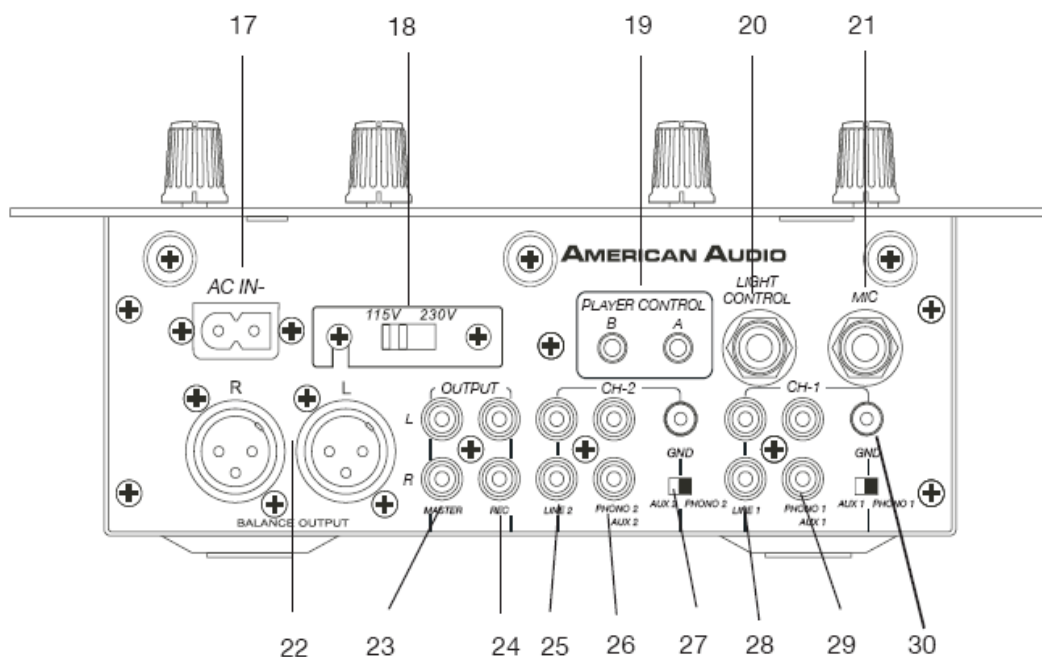 17 18 19 20 21
AMERICAN AUDIO
AC IN-
115V 230V
PLAYER CONTROL
B A
LIGHT
CONTROL
MIC
R L
OUTPUT
CH-2
CH-1
L
GND
GND
R
MASTER
REC
LINE 2
PHONO 2
AUX 2
AUX 2 PHONO 2
LINE 1
PHONO 1
AUX 1
AUX 1 PHONO 1
BALANCE OUTPUT
22 23 24 25 26 27 28 29 30